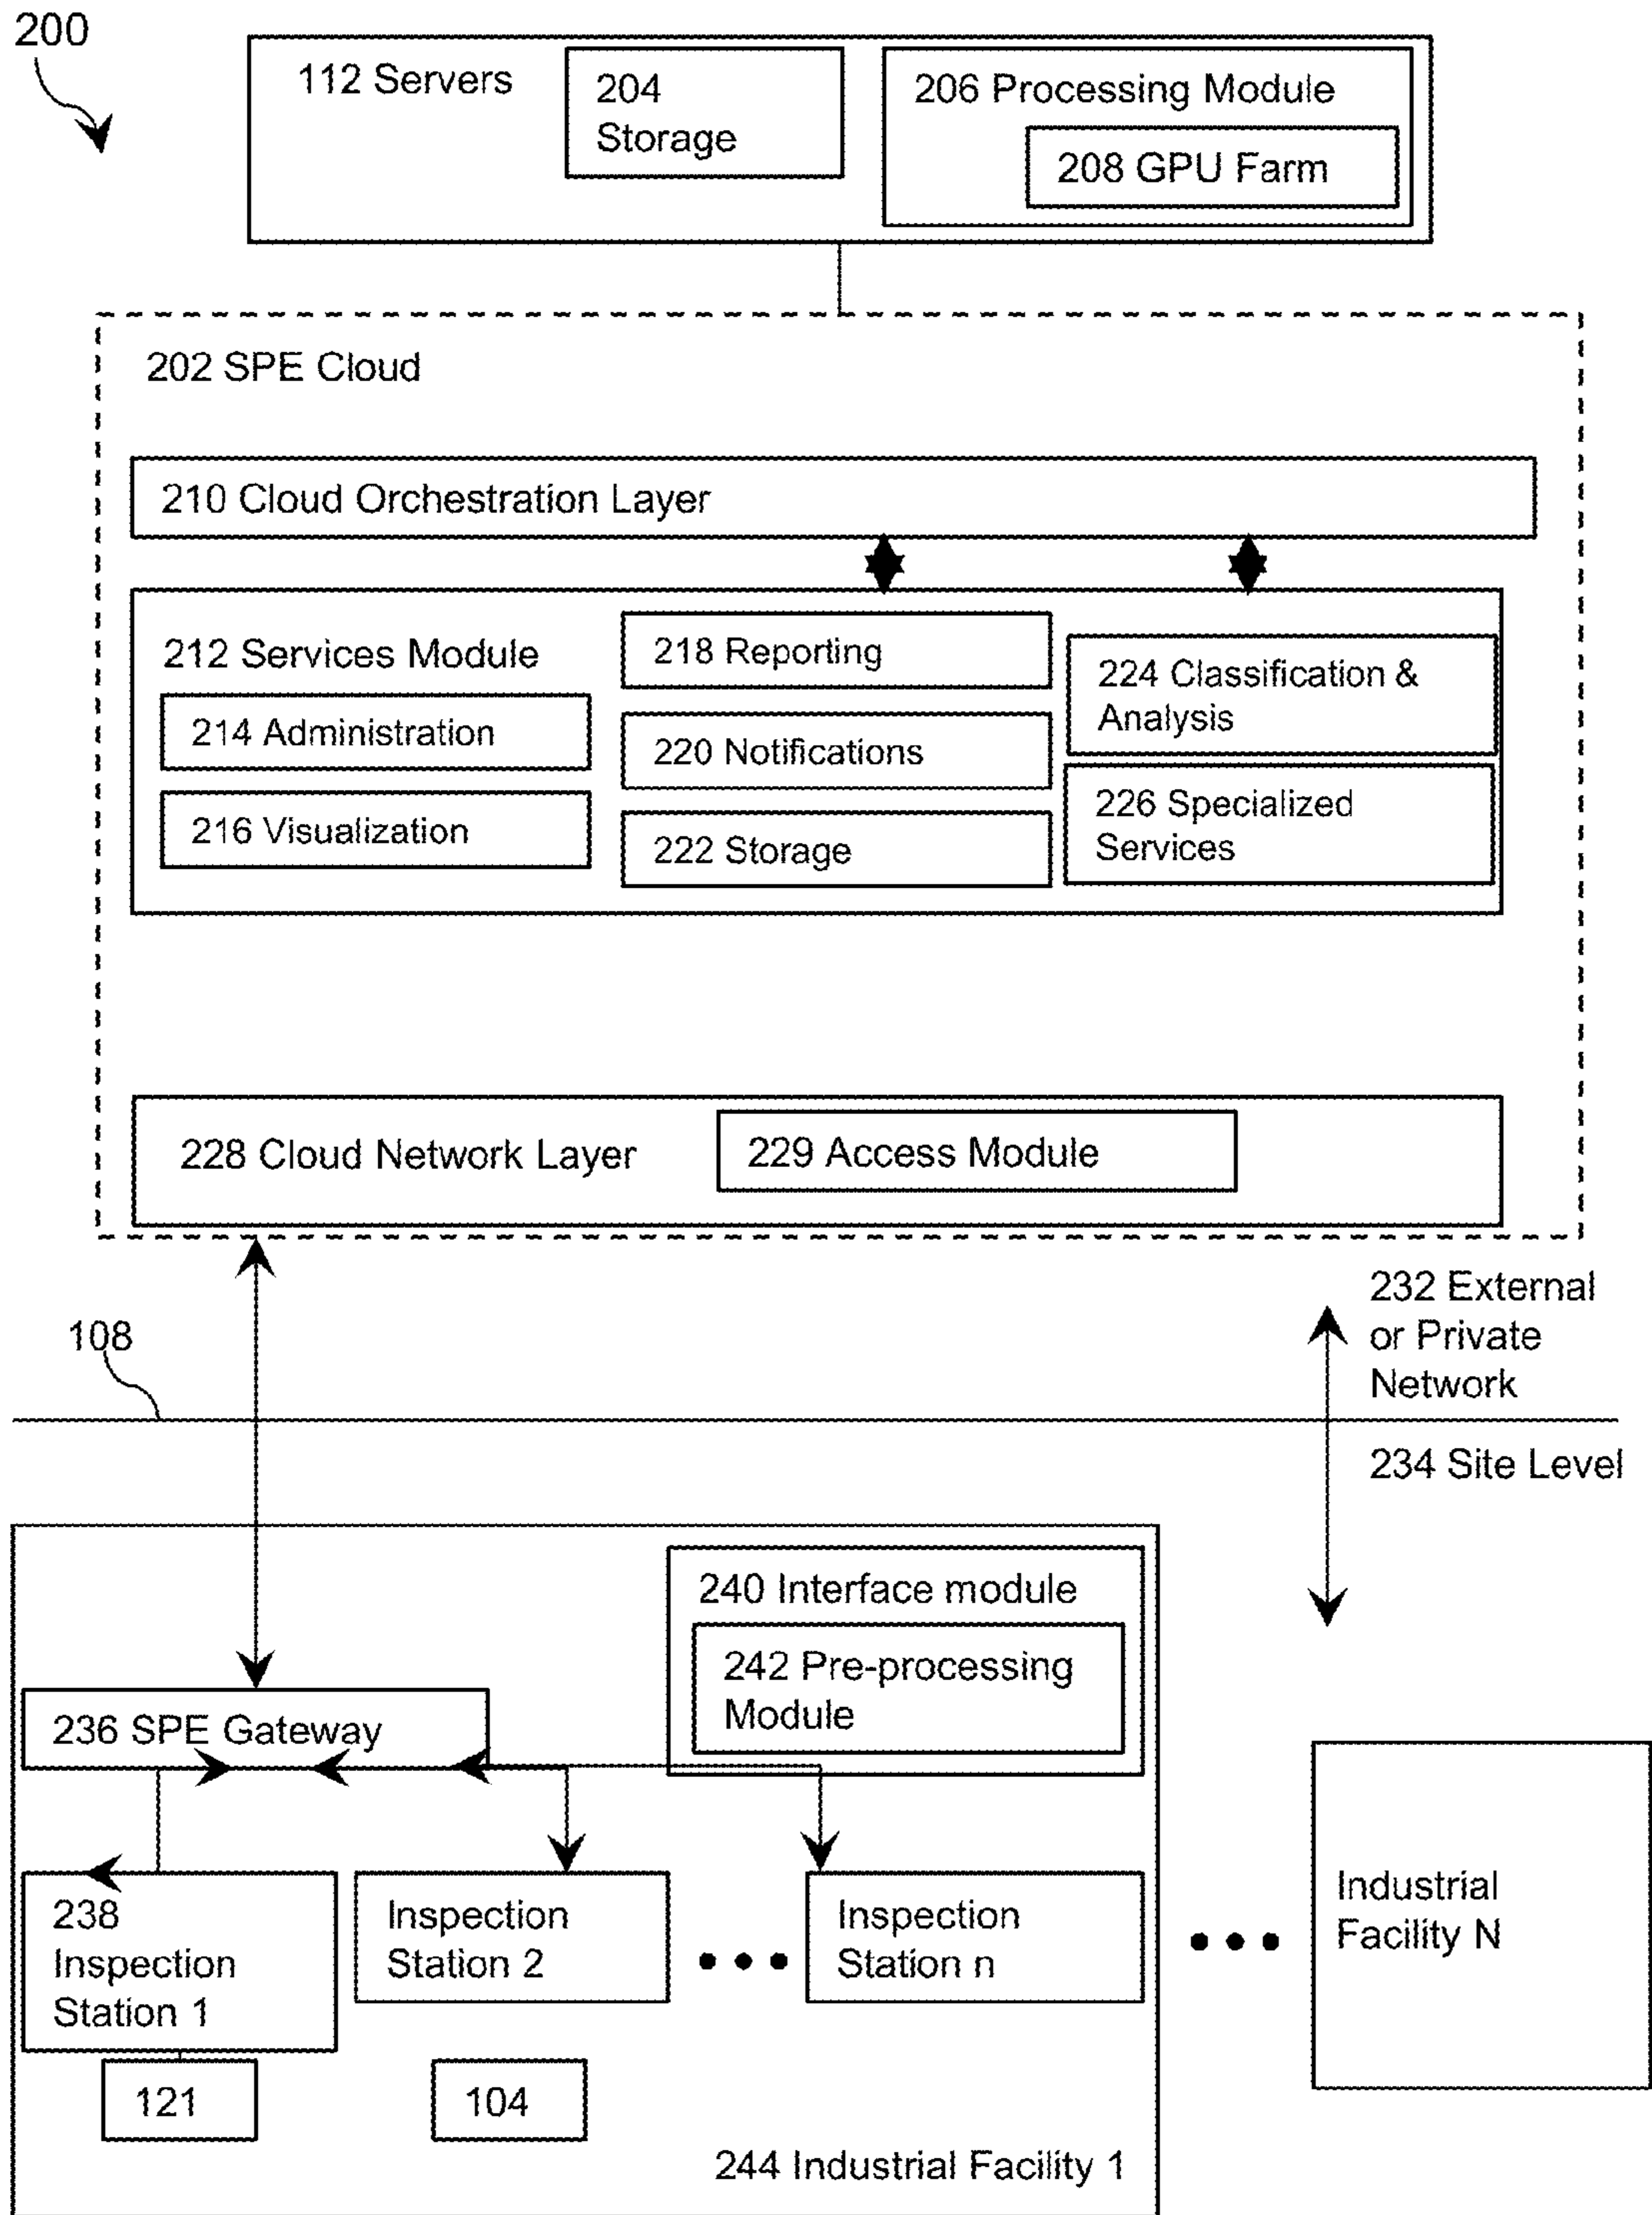 200
112 Servers
204
Storage
206 Processing Module
208 GPU Farm
202 SPE Cloud
210 Cloud Orchestration Layer
212 Services Module
214 Administration
216 Visualization
218 Reporting
220 Notifications
222 Storage
224 Classification &
Analysis
226 Specialized
Services
228 Cloud Network Layer
229 Access Module
232 External
or Private
Network
108
234 Site Level
240 Interface module
242 Pre-processing
Module
236 SPE Gateway
238
Inspection
Station 1
Inspection
Station 2
Inspection
Station n
Industrial
Facility N
121
104
244 Industrial Facility 1